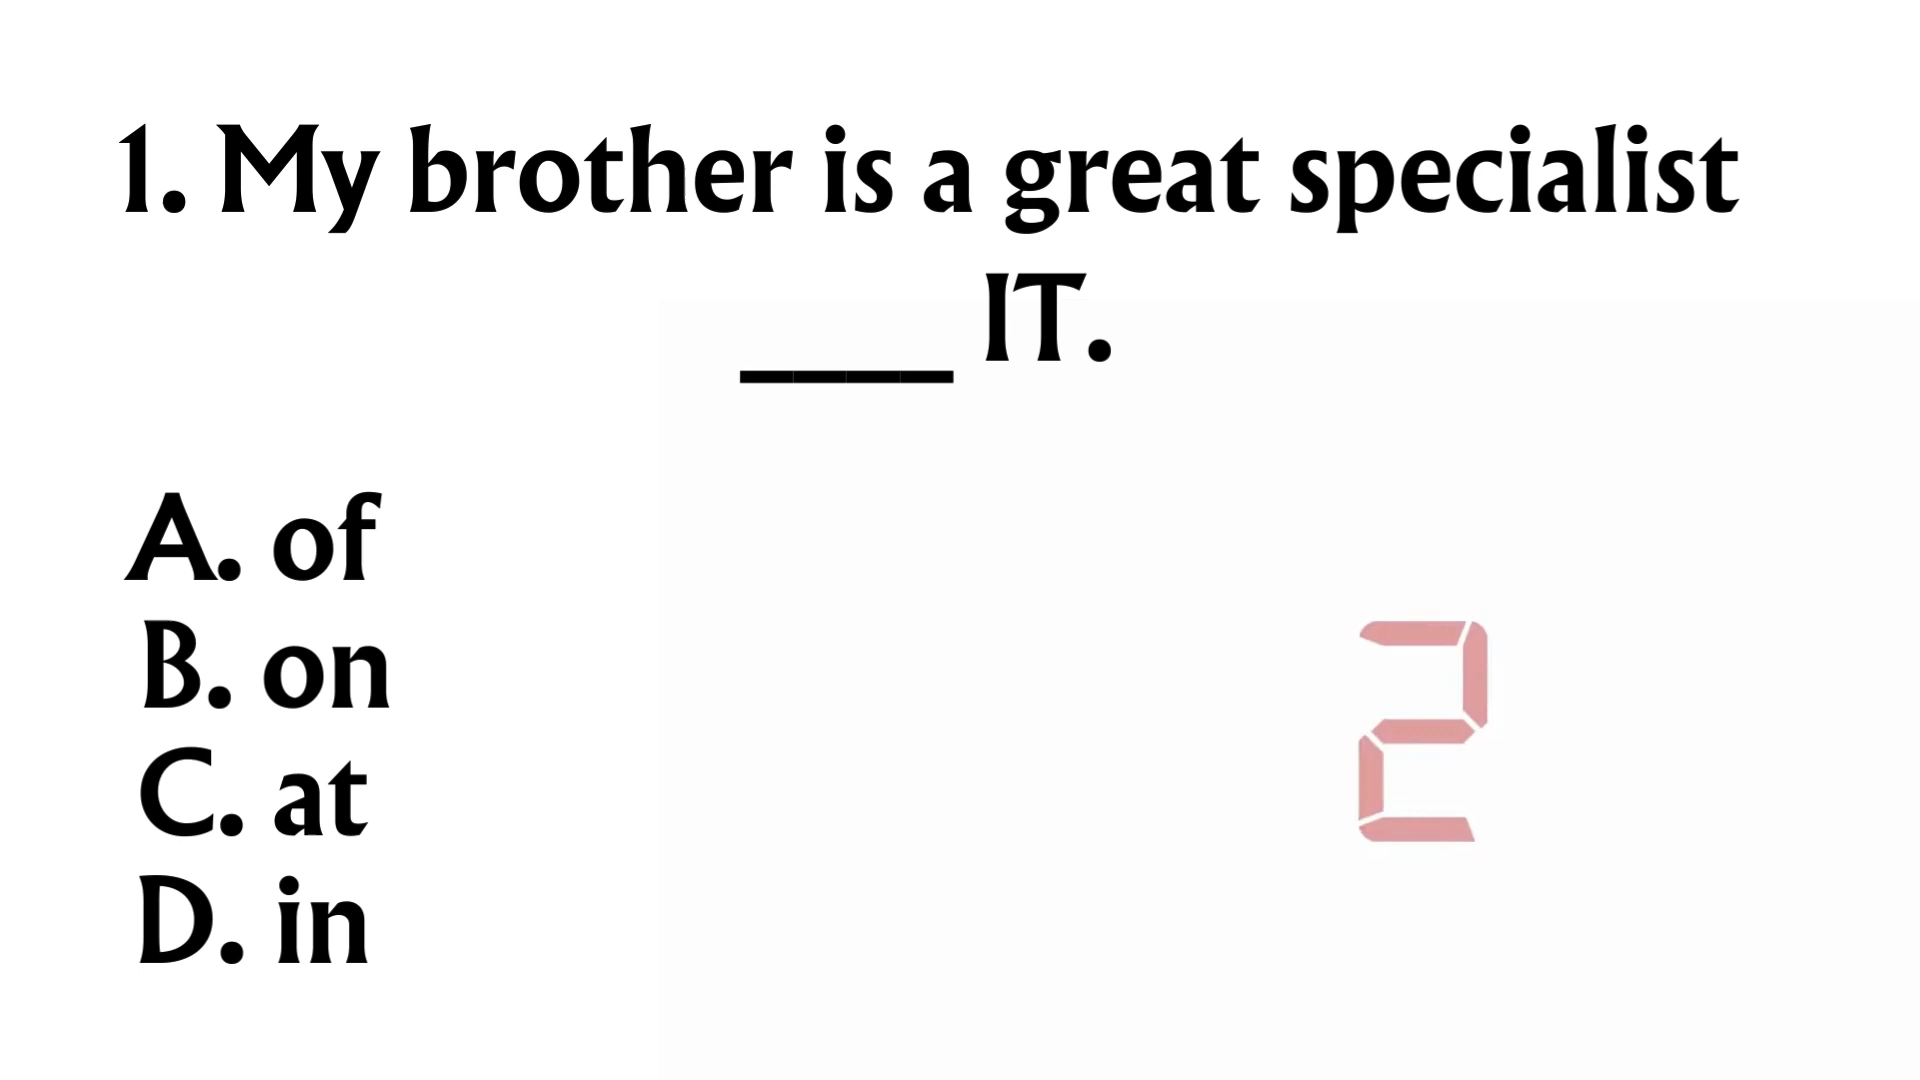 1. My brother is a great specialist
____ IT.
A. of
B. on
C. at
D. in
2